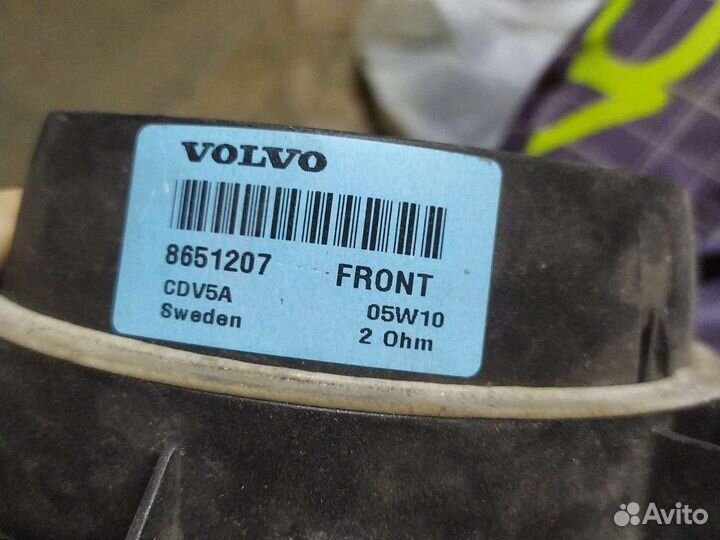 VOLVO
8651207 FRONT
CDV5A 05W10
Sweden 2 Ohm
Avito